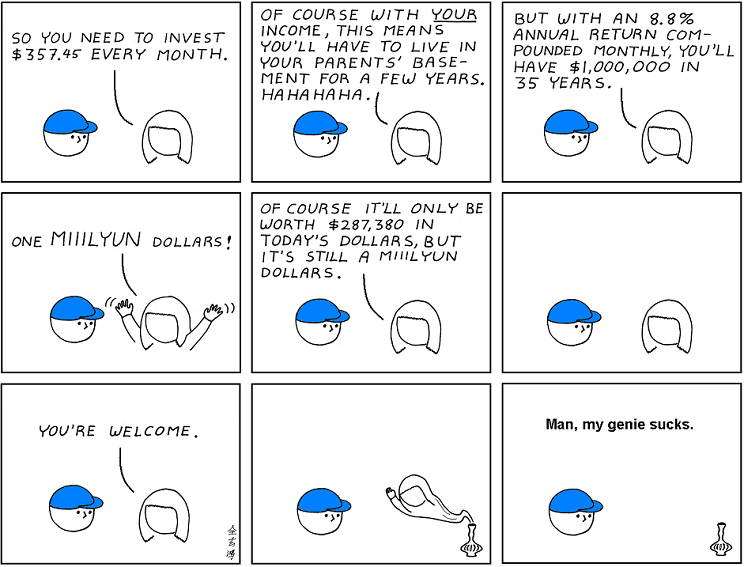 SO YOU NEED TO INVEST
$357.45 EVERY MONTH.
OF COURSE WITH YOUR
INCOME, THIS MEANS
YOU'LL HAVE TO LIVE IN
YOUR PARENTS' BASE-
MENT FOR A FEW YEARS.
HAHAHAHA.
BUT WITH AN 8.8%
ANNUAL RETURN COM-
POUNDED MONTHLY, YOU'LL
HAVE $1,000,000 IN
35 YEARS.
ONE MIIILYUN DOLLARS!
OF COURSE IT'LL ONLY BE
WORTH $287,380 IN
TODAY'S DOLLARS, BUT
IT'S STILL A MIIILYUN
DOLLARS.
YOU'RE WELCOME.
Man, my genie sucks.